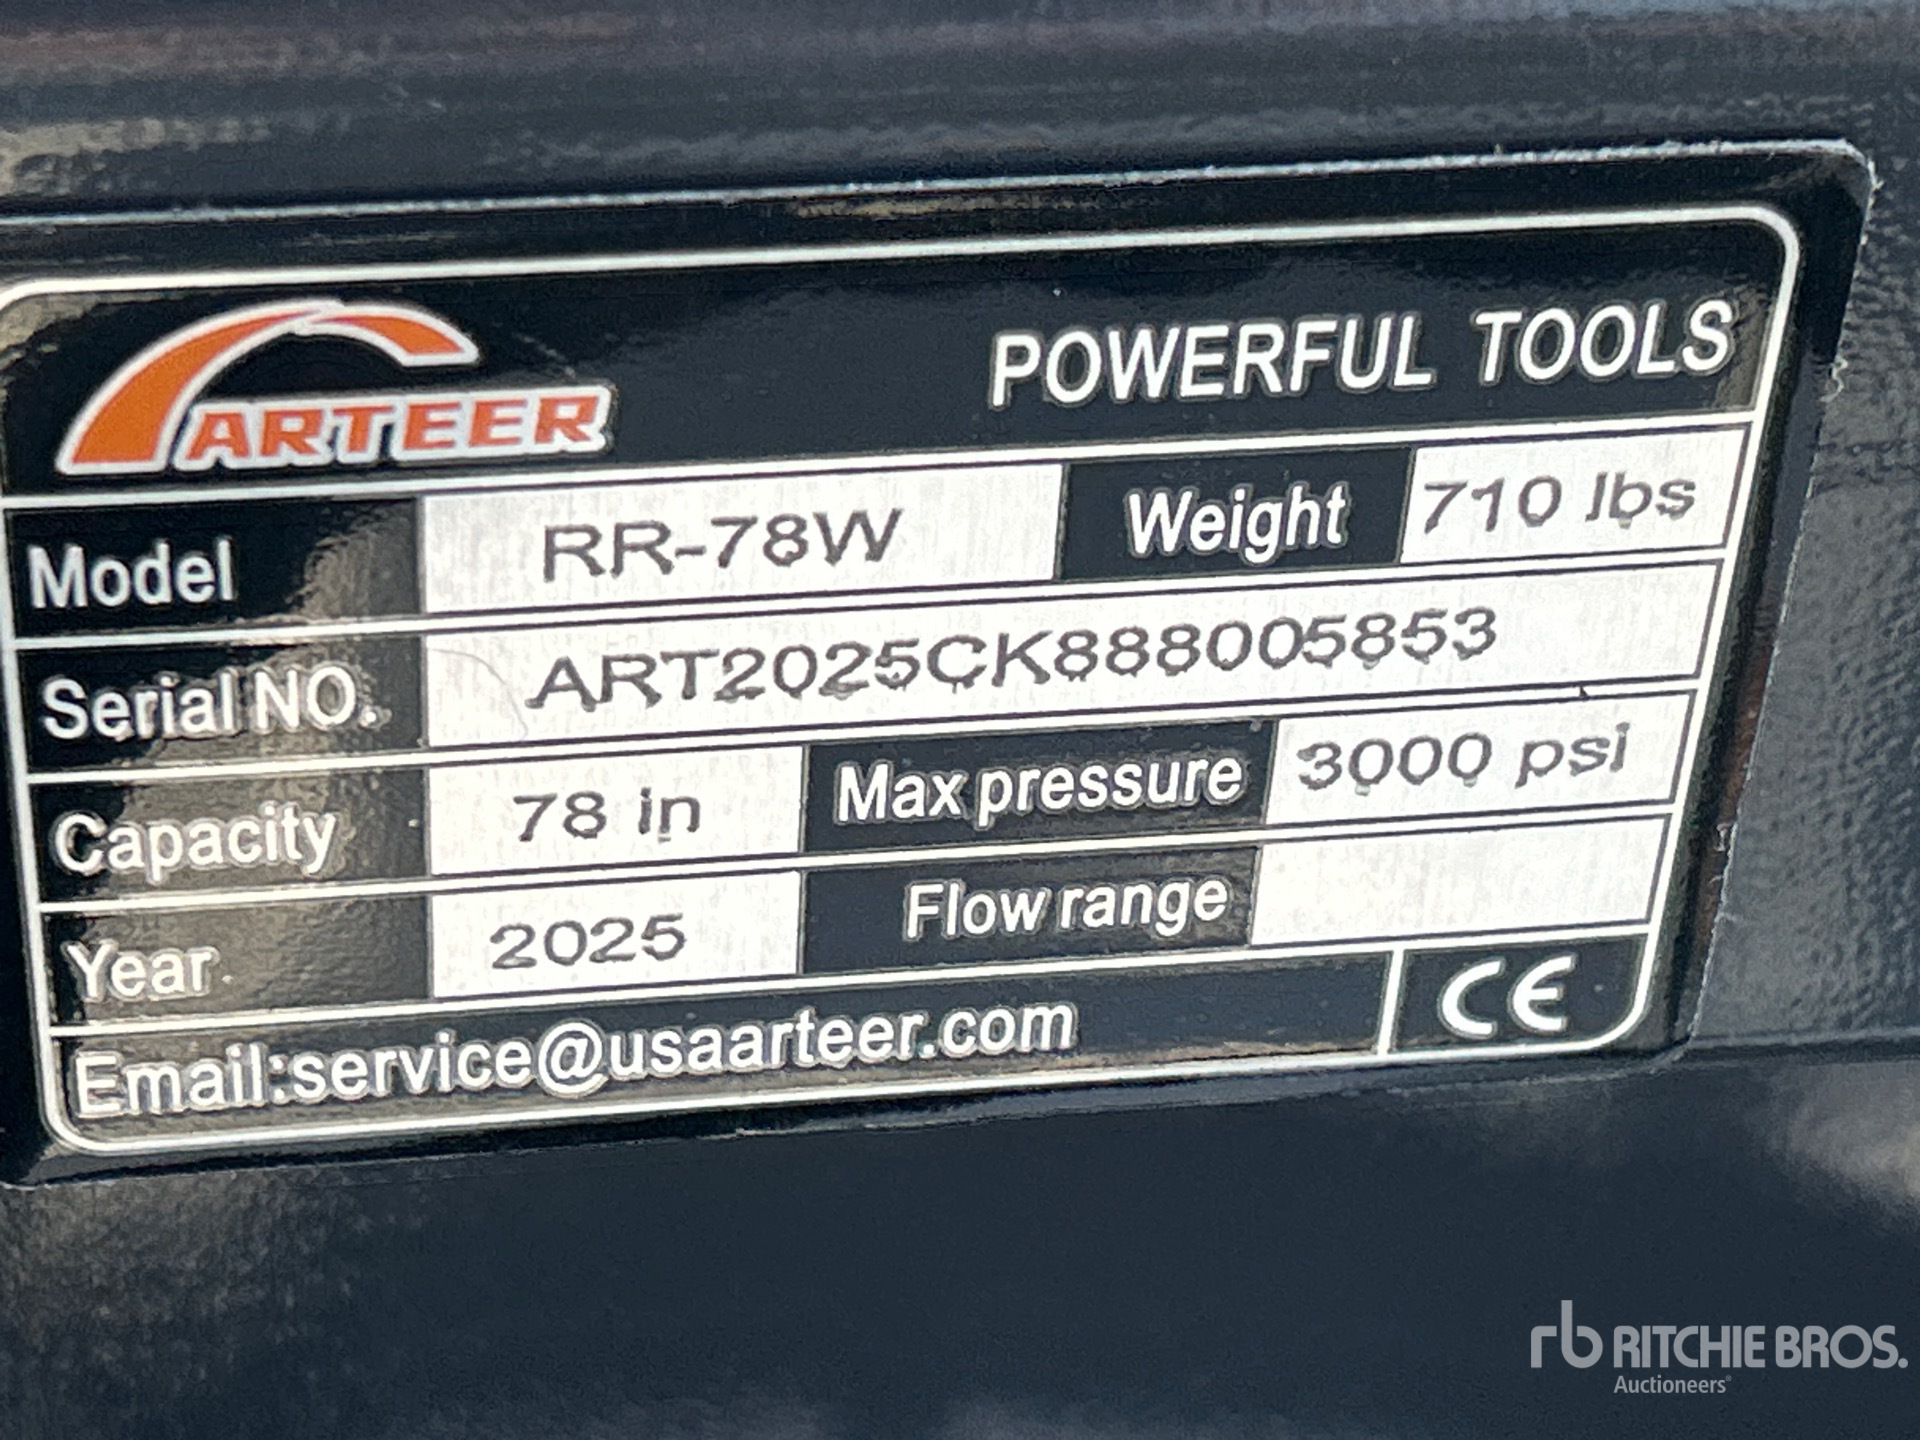 ARTEER POWERFUL TOOLS
Model RR-78W Weight 710 lbs
Serial NO. ART2025CK888005853
Capacity 78 in Max pressure 3000 psi
Year 2025 Flow range
Email:service@usaarteer.com CE
rb RITCHIE BROS.
Auctioneers®